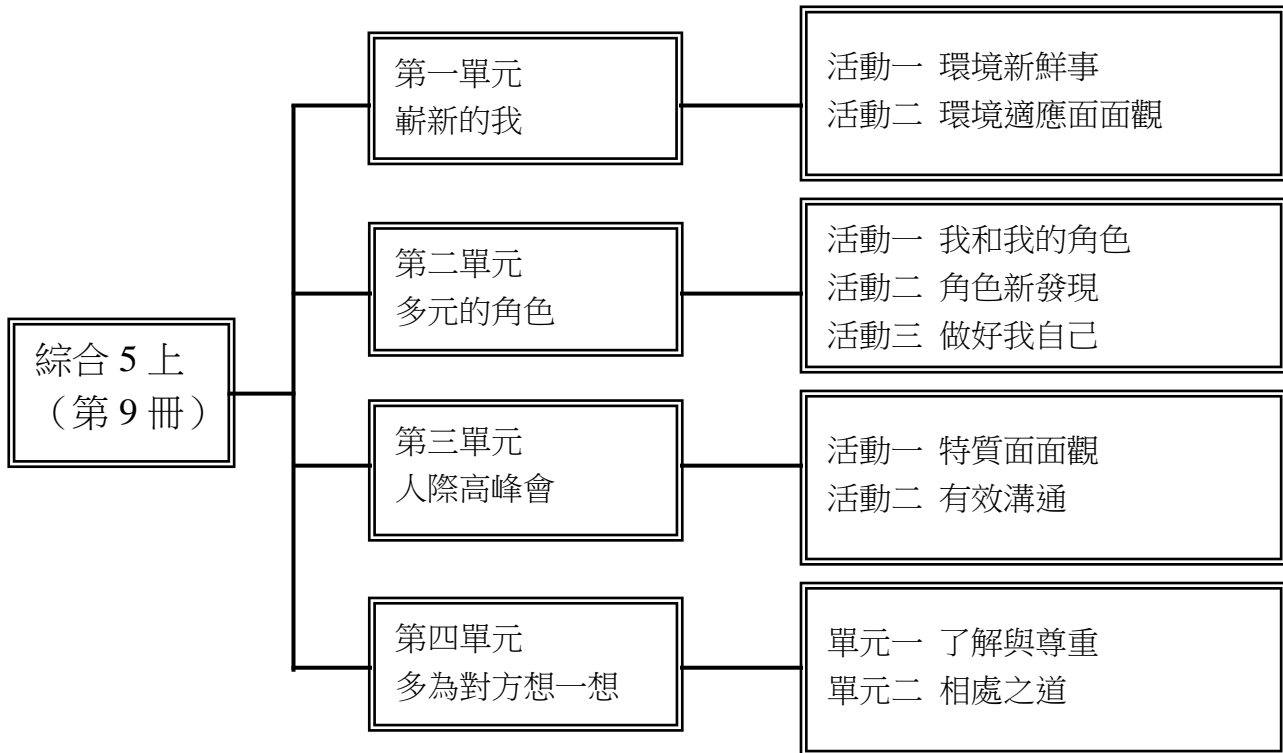 綜合 5 上
（第 9 冊）
第一單元
嶄新的我
活動一 環境新鮮事
活動二 環境適應面面觀
第二單元
多元的角色
活動一 我和我的角色
活動二 角色新發現
活動三 做好我自己
第三單元
人際高峰會
活動一 特質面面觀
活動二 有效溝通
第四單元
多為對方想一想
單元一 了解與尊重
單元二 相處之道